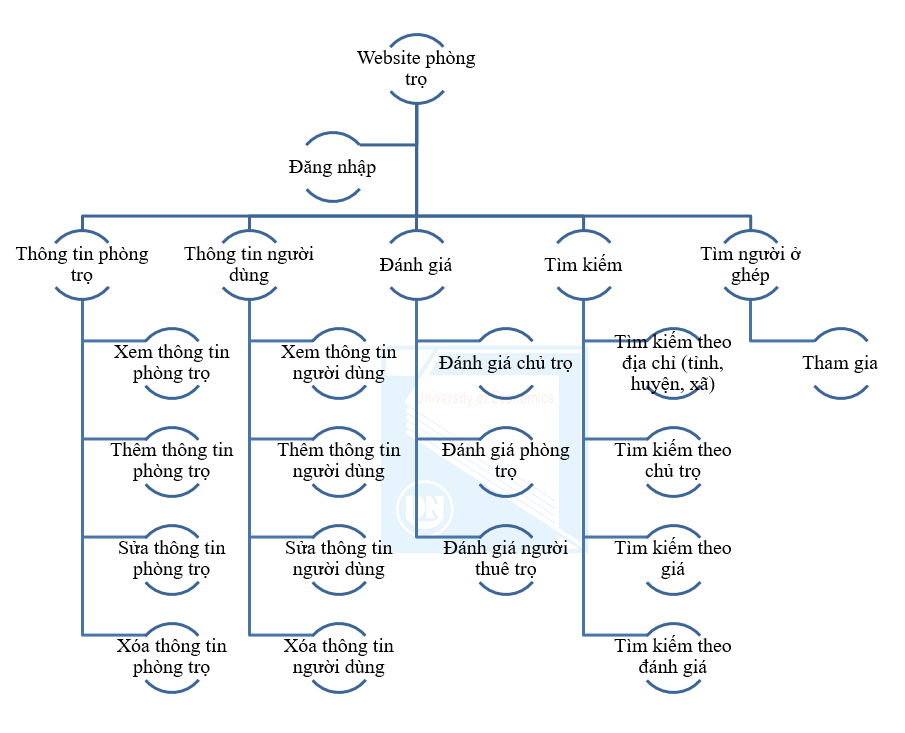 Website phòng
trọ
Đăng nhập
Thông tin phòng
trọ
Thông tin người
dùng
Đánh giá
Tìm kiếm
Tìm người ở
ghép
Xem thông tin
phòng trọ
Thêm thông tin
phòng trọ
Sửa thông tin
phòng trọ
Xóa thông tin
phòng trọ
Xem thông tin
người dùng
Thêm thông tin
người dùng
Sửa thông tin
người dùng
Xóa thông tin
người dùng
Đánh giá chủ trọ
Đánh giá phòng
trọ
Đánh giá người
thuê trọ
Tìm kiếm theo
địa chỉ (tỉnh,
huyện, xã)
Tìm kiếm theo
chủ trọ
Tìm kiếm theo
giá
Tìm kiếm theo
đánh giá
Tham gia
University of Economics